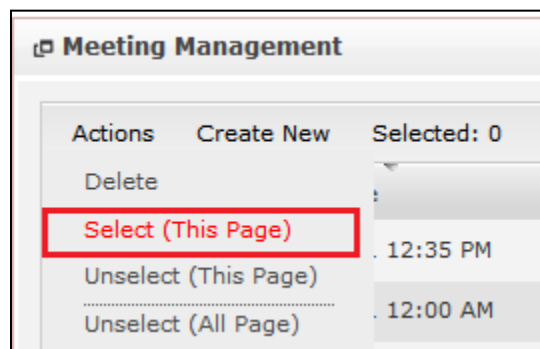 Meeting Management
Actions Create New Selected: 0
Delete
Select (This Page)
12:35 PM
Unselect (This Page)
12:00 AM
Unselect (All Page)